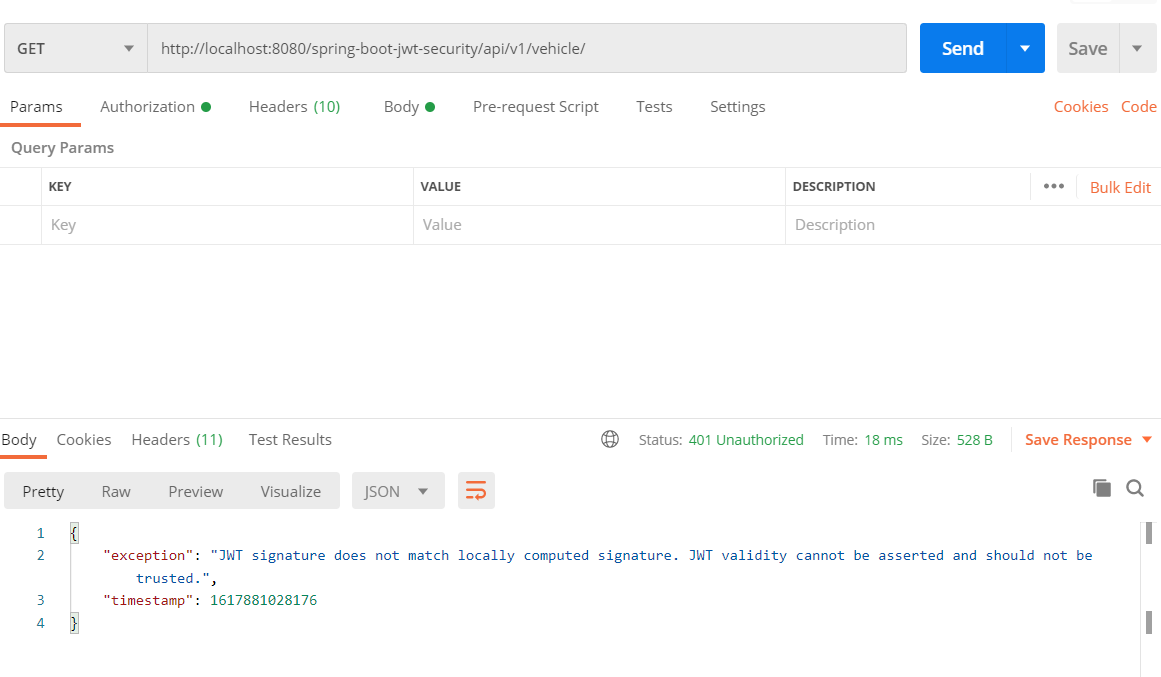 GET http://localhost:8080/spring-boot-jwt-security/api/v1/vehicle/ Send Save
Params Authorization Headers (10) Body Pre-request Script Tests Settings Cookies Code
Query Params
KEY VALUE DESCRIPTION ••• Bulk Edit
Key Value Description
Body Cookies Headers (11) Test Results Status: 401 Unauthorized Time: 18 ms Size: 528 B Save Response
Pretty Raw Preview Visualize JSON
1 {
2 "exception": "JWT signature does not match locally computed signature. JWT validity cannot be asserted and should not be
trusted.",
3 "timestamp": 1617881028176
4 }